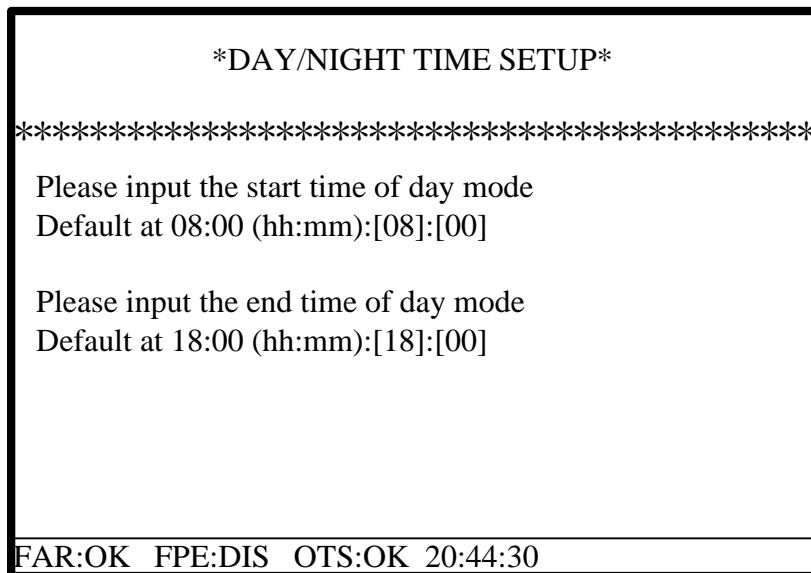 *DAY/NIGHT TIME SETUP*
*******************************************
Please input the start time of day mode
Default at 08:00 (hh:mm):[08]:[00]
Please input the end time of day mode
Default at 18:00 (hh:mm):[18]:[00]
FAR:OK FPE:DIS OTS:OK 20:44:30